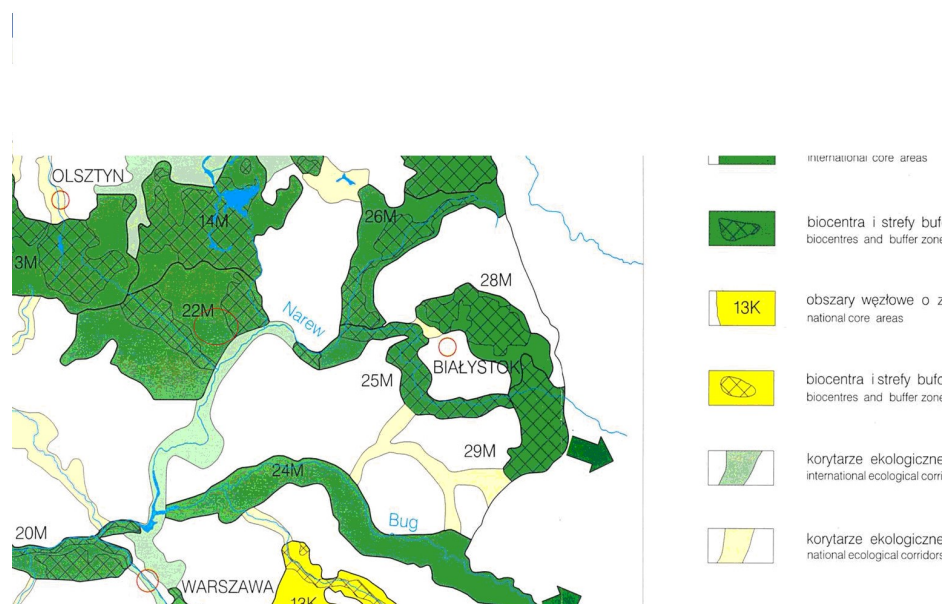 OLSZTYN
14M
26M
3M
28M
22M
Narew
BIAŁYSTOK
25M
29M
24M
Bug
20M
WARSZAWA
13K
international core areas
biocentra i strefy buf
biocentres and buffer zone
13K
obszary węzłowe o z
national core areas
biocentra i strefy bufo
biocentres and buffer zone
korytarze ekologiczne
international ecological corri
korytarze ekologiczne
national ecological corridors